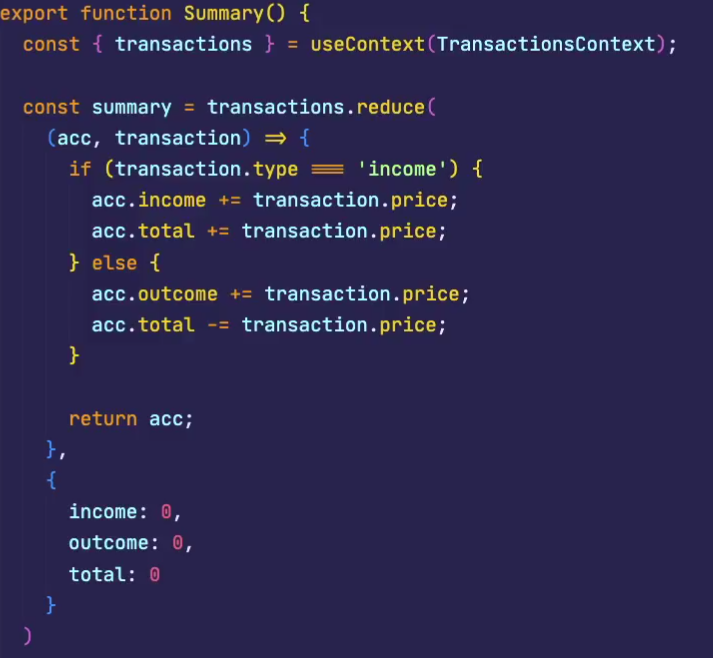 export function Summary() {
const { transactions } = useContext(TransactionsContext);
const summary = transactions.reduce(
(acc, transaction) => {
if (transaction.type === 'income') {
acc.income += transaction.price;
acc.total += transaction.price;
} else {
acc.outcome += transaction.price;
acc.total -= transaction.price;
}
return acc;
},
{
income: 0,
outcome: 0,
total: 0
}
)